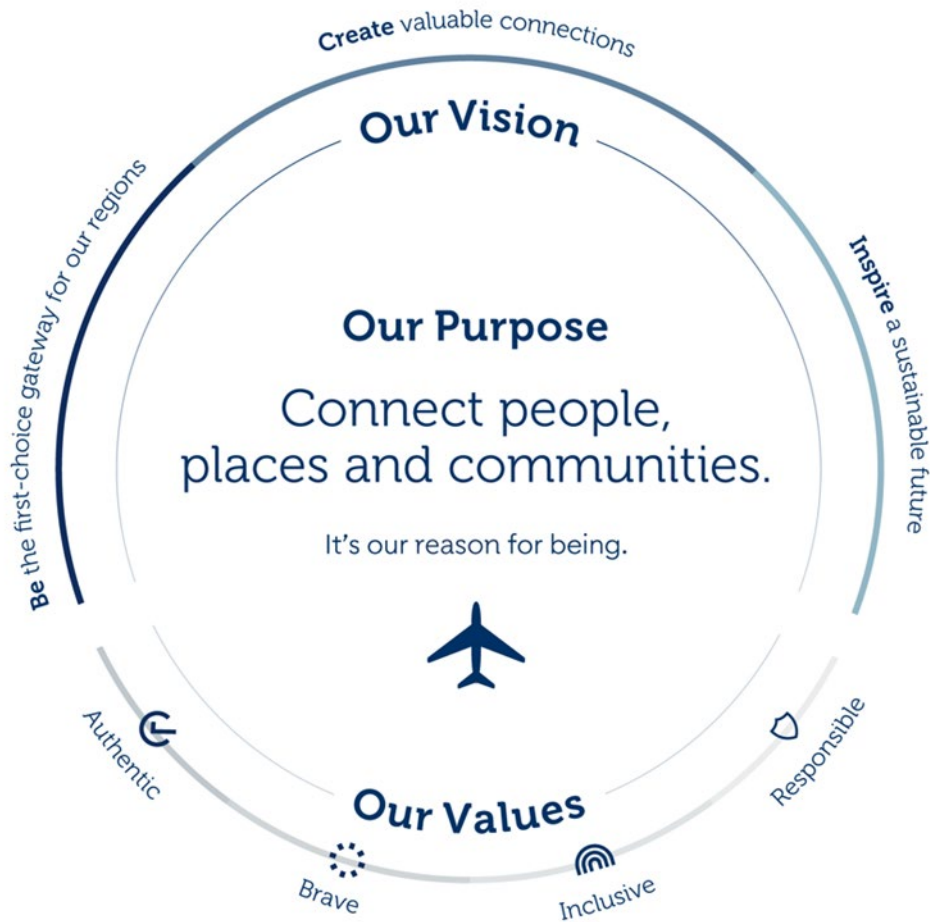 Create valuable connections
Our Vision
Be the first-choice gateway for our regions
Inspire a sustainable future
Our Purpose
Connect people,
places and communities.
It's our reason for being.
Our Values
Authentic
Brave
Inclusive
Responsible